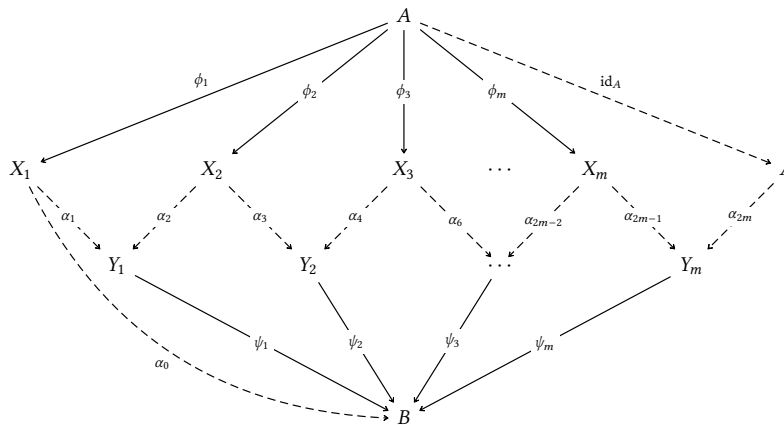 A
ϕ₁ ϕ₂ ϕ₃ ϕₘ id_A
X₁ X₂ X₃ ⋯ Xₘ
α₁ α₂ α₃ α₄ α₆ α₂ₘ₋₂ α₂ₘ₋₁ α₂ₘ
Y₁ Y₂ ⋯ Yₘ
ψ₁ ψ₂ ψ₃ ψₘ
α₀
B